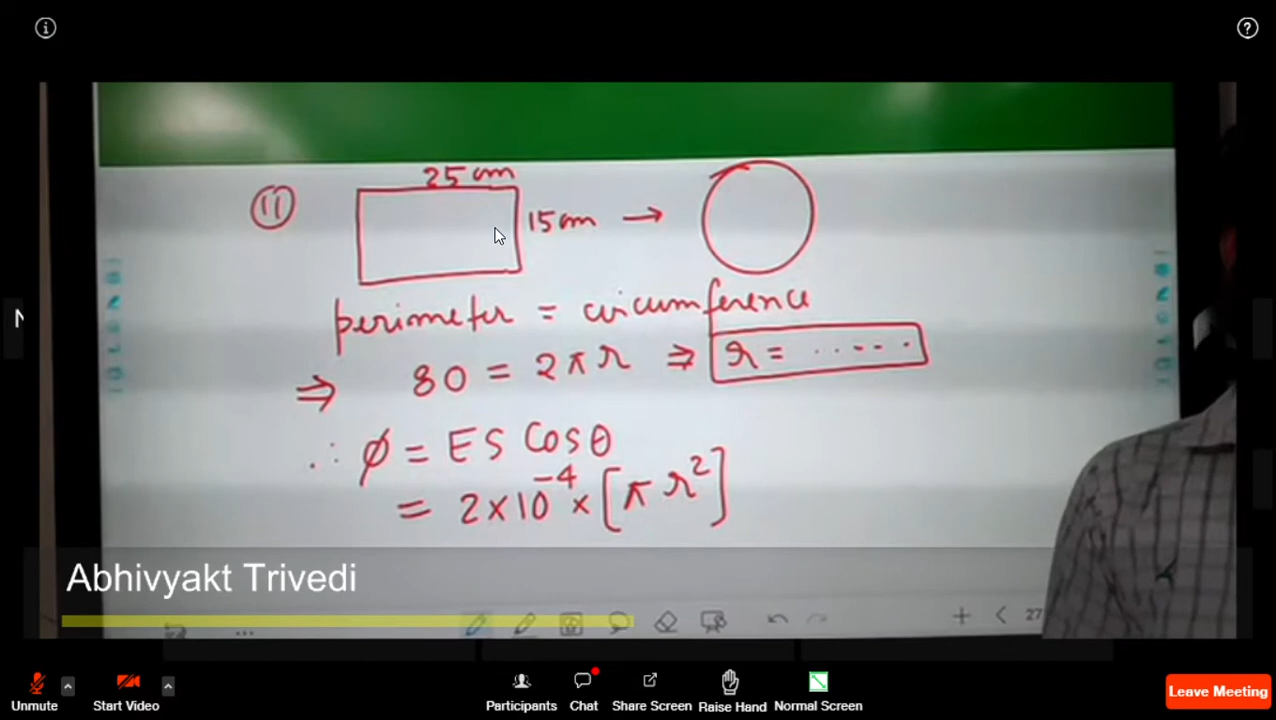 25 cm
⑪
15 cm →
perimeter = circumference
⇒ 80 = 2πr ⇒ r = ......
∴ ϕ = ES Cosθ
= 2×10⁻⁴ × [πr²]
N
Abhivyakt Trivedi
27
Unmute
Start Video
Participants
Chat
Share Screen
Raise Hand
Normal Screen
Leave Meeting